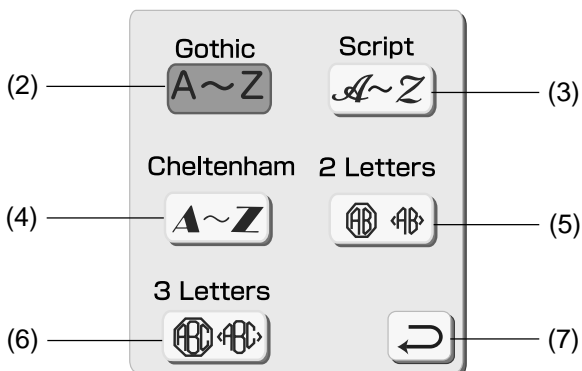 Gothic Script
(2) A~Z A~Z (3)
Cheltenham 2 Letters
(4) A~Z AB AB (5)
3 Letters
(6) ABC ABC (7)